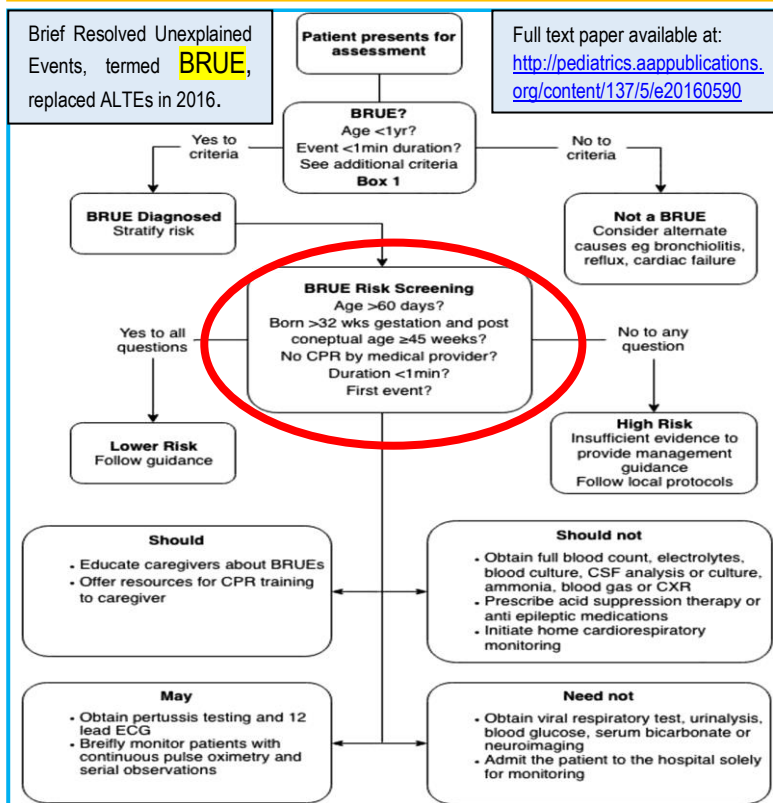 Brief Resolved Unexplained
Events, termed BRUE,
replaced ALTEs in 2016.
Patient presents for
assessment
Full text paper available at:
http://pediatrics.aappublications.
org/content/137/5/e20160590
BRUE?
Age <1yr?
Event <1min duration?
See additional criteria
Box 1
Yes to
criteria
No to
criteria
BRUE Diagnosed
Stratify risk
Not a BRUE
Consider alternate
causes eg bronchiolitis,
reflux, cardiac failure
BRUE Risk Screening
Age >60 days?
Born >32 wks gestation and post
coneptual age ≥45 weeks?
No CPR by medical provider?
Duration <1min?
First event?
Yes to all
questions
No to any
question
Lower Risk
Follow guidance
High Risk
Insufficient evidence to
provide management
guidance
Follow local protocols
Should
• Educate caregivers about BRUEs
• Offer resources for CPR training
to caregiver
Should not
• Obtain full blood count, electrolytes,
blood culture, CSF analysis or culture,
ammonia, blood gas or CXR
• Prescribe acid suppression therapy or
anti epileptic medications
• Initiate home cardiorespiratory
monitoring
May
• Obtain pertussis testing and 12
lead ECG
• Breifly monitor patients with
continuous pulse oximetry and
serial observations
Need not
• Obtain viral respiratory test, urinalysis,
blood glucose, serum bicarbonate or
neuroimaging
• Admit the patient to the hospital solely
for monitoring